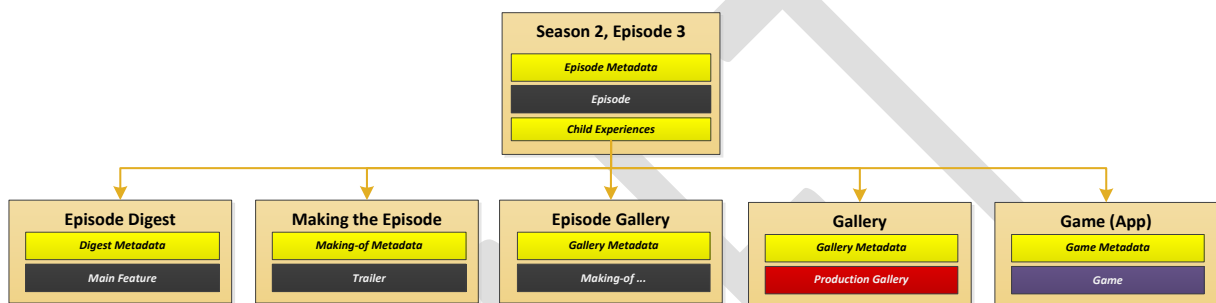 Season 2, Episode 3
Episode Metadata
Episode
Child Experiences
Episode Digest
Digest Metadata
Main Feature
Making the Episode
Making-of Metadata
Trailer
Episode Gallery
Gallery Metadata
Making-of ...
Gallery
Gallery Metadata
Production Gallery
Game (App)
Game Metadata
Game